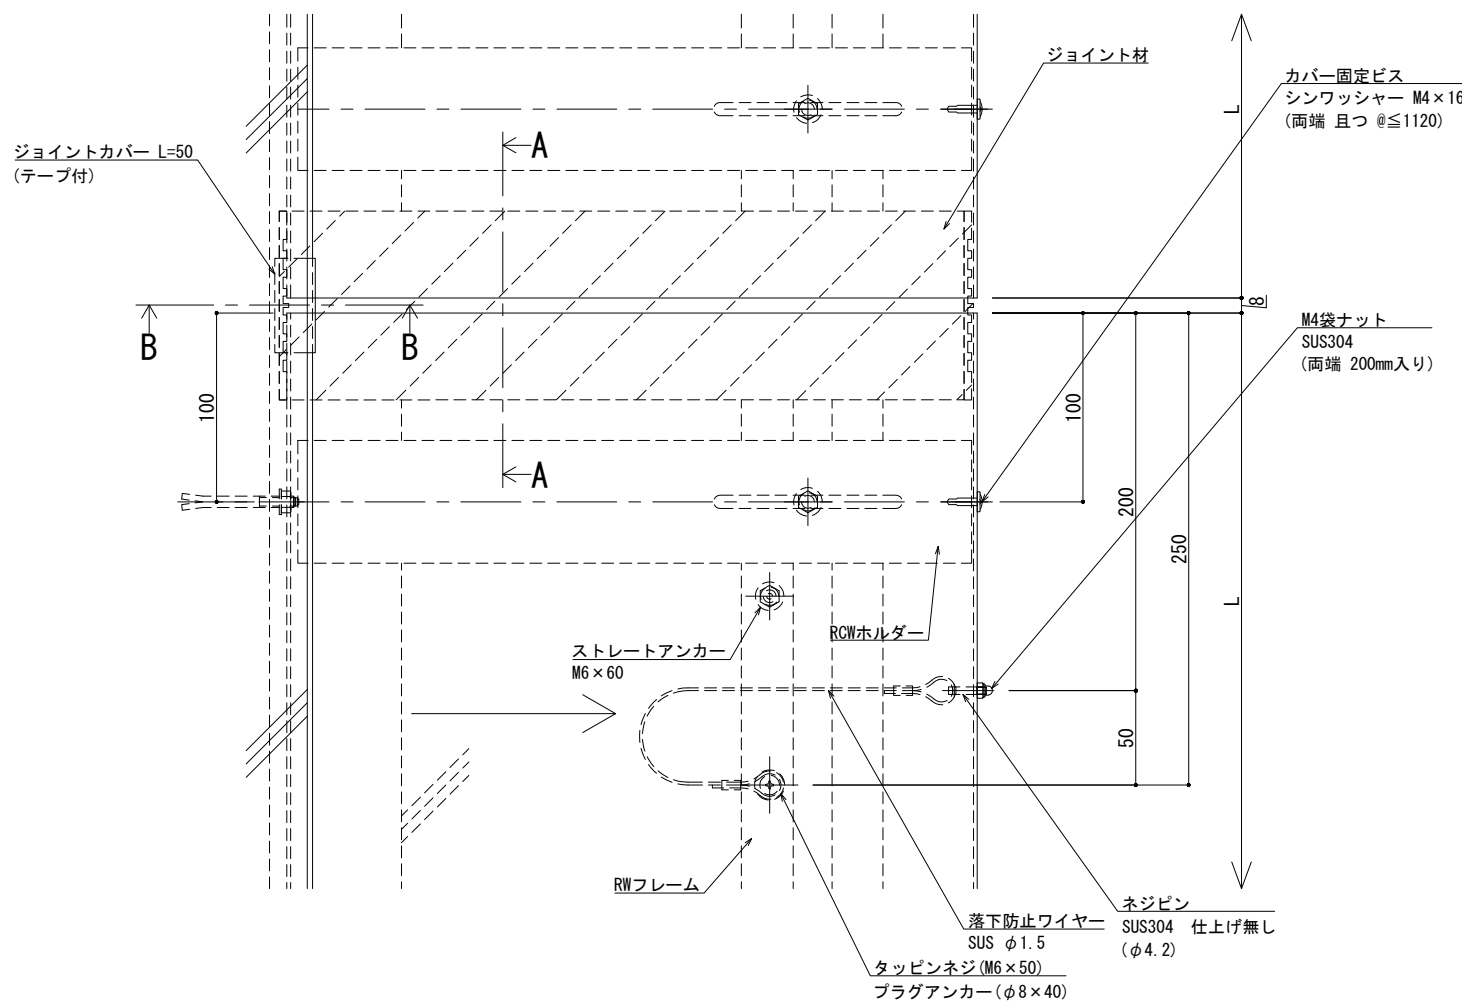 ジョイント材
カバー固定ビス
シンワッシャー M4×16
(両端 且つ @≦1120)
L
A
ジョイントカバー L=50
(テープ付)
8
M4袋ナット
SUS304
(両端 200mm入り)
B
B
100
100
A
200
250
L
RCWホルダー
ストレートアンカー
M6×60
50
RWフレーム
ネジピン
SUS304 仕上げ無し
(φ4.2)
落下防止ワイヤー
SUS φ1.5
タッピンネジ(M6×50)
プラグアンカー(φ8×40)